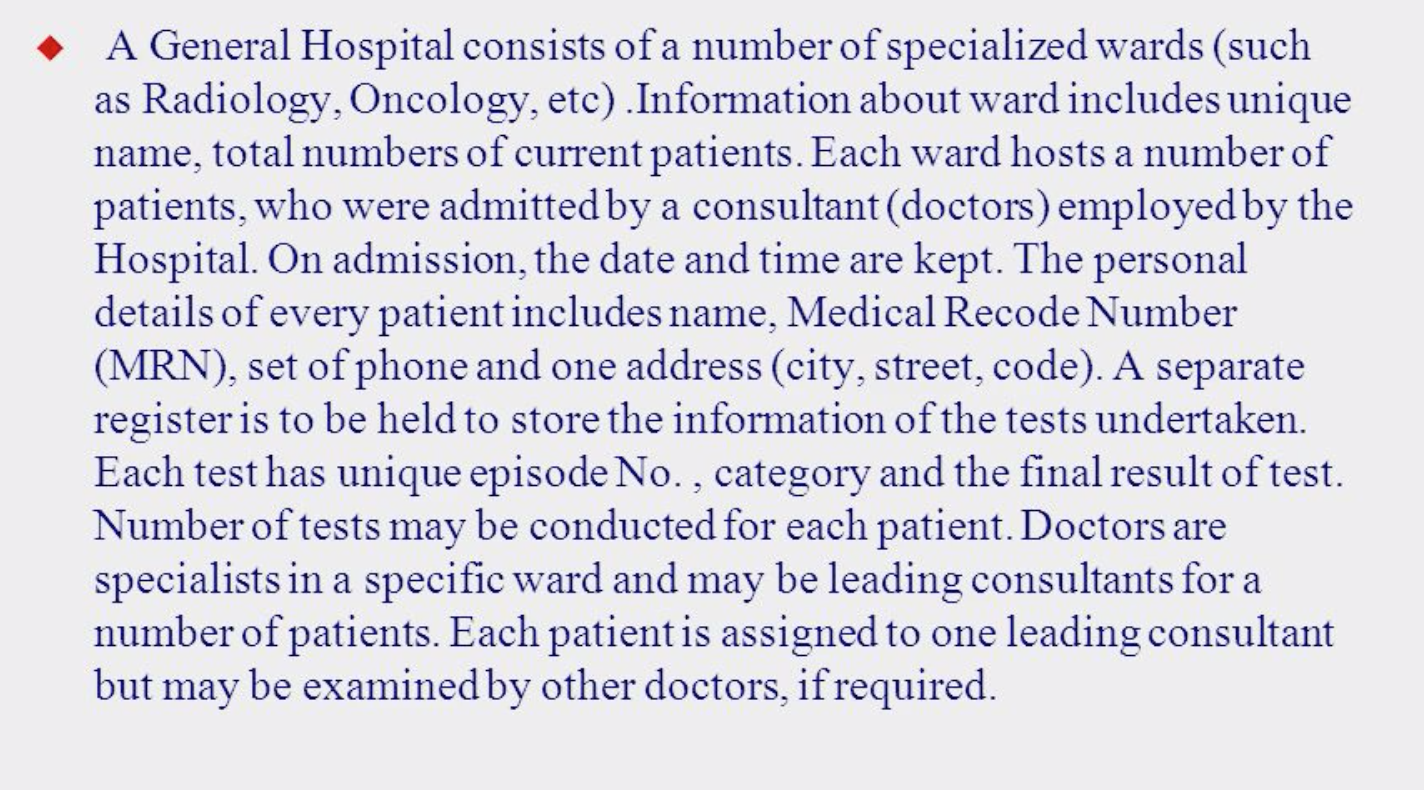 A General Hospital consists of a number of specialized wards (such
as Radiology, Oncology, etc) .Information about ward includes unique
name, total numbers of current patients. Each ward hosts a number of
patients, who were admitted by a consultant (doctors) employed by the
Hospital. On admission, the date and time are kept. The personal
details of every patient includes name, Medical Recode Number
(MRN), set of phone and one address (city, street, code). A separate
register is to be held to store the information of the tests undertaken.
Each test has unique episode No. , category and the final result of test.
Number of tests may be conducted for each patient. Doctors are
specialists in a specific ward and may be leading consultants for a
number of patients. Each patient is assigned to one leading consultant
but may be examined by other doctors, if required.